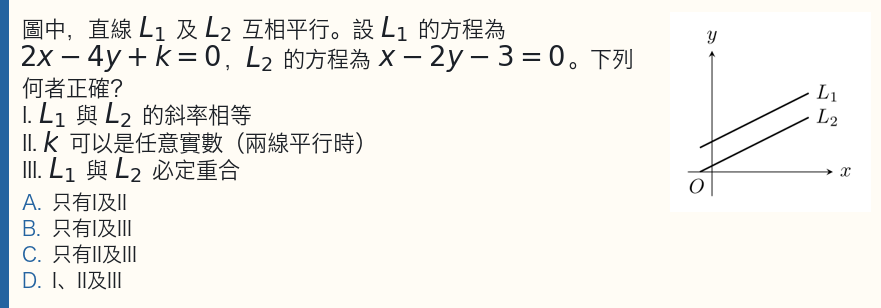 圖中，直線 L₁ 及 L₂ 互相平行。設 L₁ 的方程為
2x − 4y + k = 0，L₂ 的方程為 x − 2y − 3 = 0。下列
何者正確?
I. L₁ 與 L₂ 的斜率相等
II. k 可以是任意實數（兩線平行時）
III. L₁ 與 L₂ 必定重合
A. 只有I及II
B. 只有I及III
C. 只有II及III
D. I、II及III
y
L₁
L₂
x
O